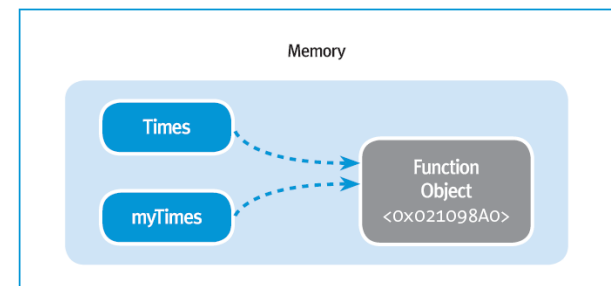 Memory
Times
myTimes
Function
Object
<0x021098A0>